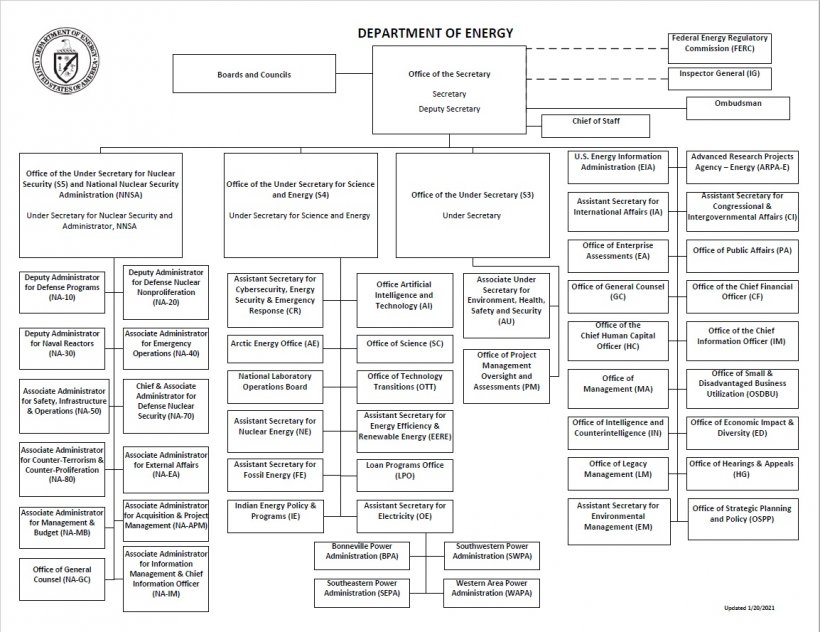 DEPARTMENT OF ENERGY
DEPARTMENT OF ENERGY
UNITED STATES OF AMERICA
Boards and Councils
Office of the Secretary
Secretary
Deputy Secretary
Federal Energy Regulatory
Commission (FERC)
Inspector General (IG)
Ombudsman
Chief of Staff
Office of the Under Secretary for Nuclear
Security (S5) and National Nuclear Security
Administration (NNSA)
Under Secretary for Nuclear Security and
Administrator, NNSA
Deputy Administrator
for Defense Programs
(NA-10)
Deputy Administrator
for Defense Nuclear
Nonproliferation
(NA-20)
Deputy Administrator
for Naval Reactors
(NA-30)
Associate Administrator
for Emergency
Operations (NA-40)
Associate Administrator
for Safety, Infrastructure
& Operations (NA-50)
Chief & Associate
Administrator for
Defense Nuclear
Security (NA-70)
Associate Administrator
for Counter-Terrorism &
Counter-Proliferation
(NA-80)
Associate Administrator
for External Affairs
(NA-EA)
Associate Administrator
for Management &
Budget (NA-MB)
Associate Administrator
for Acquisition & Project
Management (NA-APM)
Office of General
Counsel (NA-GC)
Associate Administrator
for Information
Management & Chief
Information Officer
(NA-IM)
Office of the Under Secretary for Science
and Energy (S4)
Under Secretary for Science and Energy
Assistant Secretary for
Cybersecurity, Energy
Security & Emergency
Response (CR)
Office Artificial
Intelligence and
Technology (AI)
Arctic Energy Office (AE)
Office of Science (SC)
National Laboratory
Operations Board
Office of Technology
Transitions (OTT)
Assistant Secretary for
Nuclear Energy (NE)
Assistant Secretary for
Energy Efficiency &
Renewable Energy (EERE)
Assistant Secretary for
Fossil Energy (FE)
Loan Programs Office
(LPO)
Indian Energy Policy &
Programs (IE)
Assistant Secretary for
Electricity (OE)
Bonneville Power
Administration (BPA)
Southwestern Power
Administration (SWPA)
Southeastern Power
Administration (SEPA)
Western Area Power
Administration (WAPA)
Office of the Under Secretary (S3)
Under Secretary
Associate Under
Secretary for
Environment, Health,
Safety and Security
(AU)
Office of Project
Management
Oversight and
Assessments (PM)
U.S. Energy Information
Administration (EIA)
Advanced Research Projects
Agency – Energy (ARPA-E)
Assistant Secretary for
International Affairs (IA)
Assistant Secretary for
Congressional &
Intergovernmental Affairs (CI)
Office of Enterprise
Assessments (EA)
Office of Public Affairs (PA)
Office of General Counsel
(GC)
Office of the Chief Financial
Officer (CF)
Office of the
Chief Human Capital
Officer (HC)
Office of the Chief
Information Officer (IM)
Office of
Management (MA)
Office of Small &
Disadvantaged Business
Utilization (OSDBU)
Office of Intelligence and
Counterintelligence (IN)
Office of Economic Impact &
Diversity (ED)
Office of Legacy
Management (LM)
Office of Hearings & Appeals
(HG)
Assistant Secretary for
Environmental
Management (EM)
Office of Strategic Planning
and Policy (OSPP)
Updated 1/20/2021